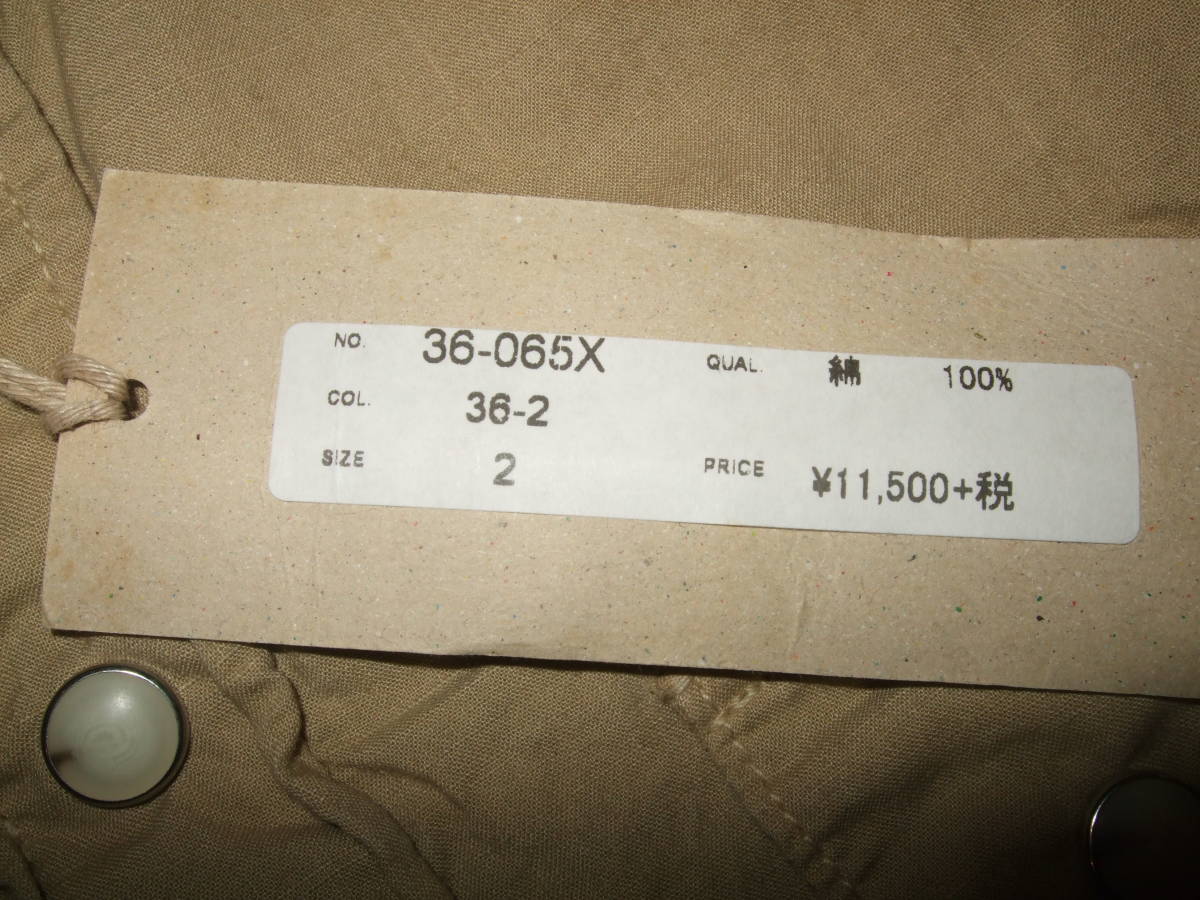 NO. 36-065X QUAL. 綿 100%
COL. 36-2
SIZE 2 PRICE ¥11,500+税